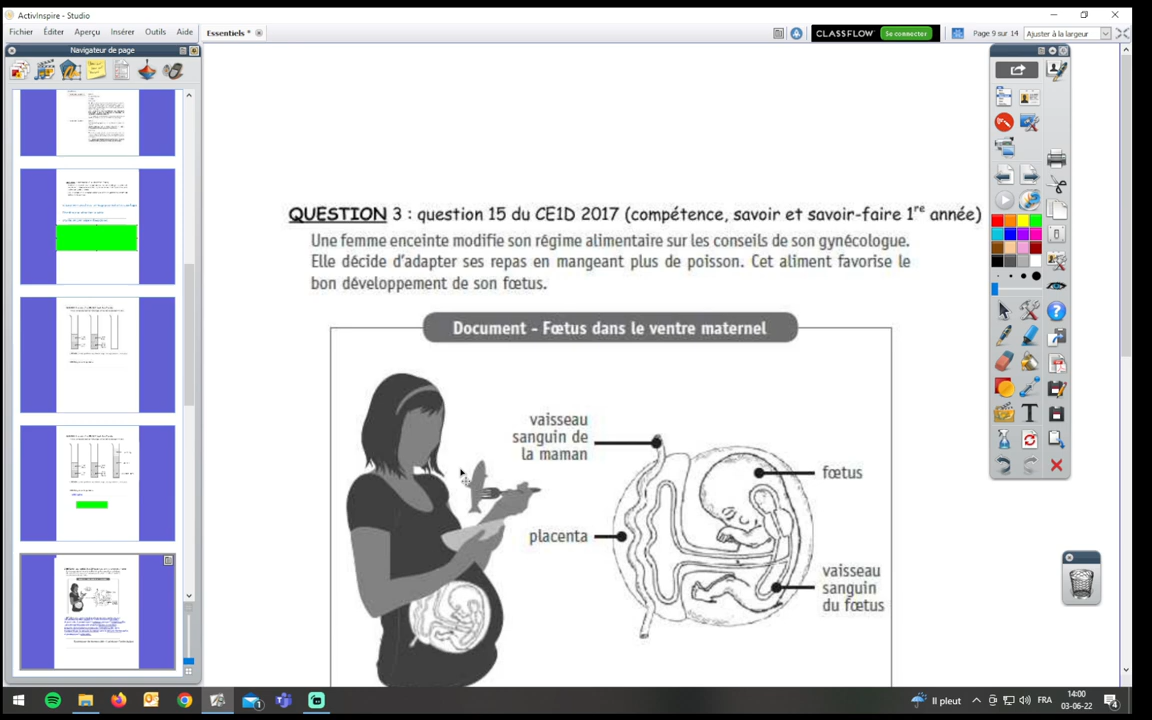 ActivInspire - Studio
Fichier Éditer Aperçu Insérer Outils Aide
Essentiels *
CLASSFLOW Se connecter
Page 9 sur 14
Ajuster à la largeur
Navigateur de page
QUESTION 3 : question 15 du CE1D 2017 (compétence, savoir et savoir-faire 1re année)
Une femme enceinte modifie son régime alimentaire sur les conseils de son gynécologue.
Elle décide d'adapter ses repas en mangeant plus de poisson. Cet aliment favorise le
bon développement de son fœtus.
Document - Fœtus dans le ventre maternel
vaisseau
sanguin de
la maman
fœtus
placenta
vaisseau
sanguin
du fœtus
Il pleut
FRA
14:00
03-06-22